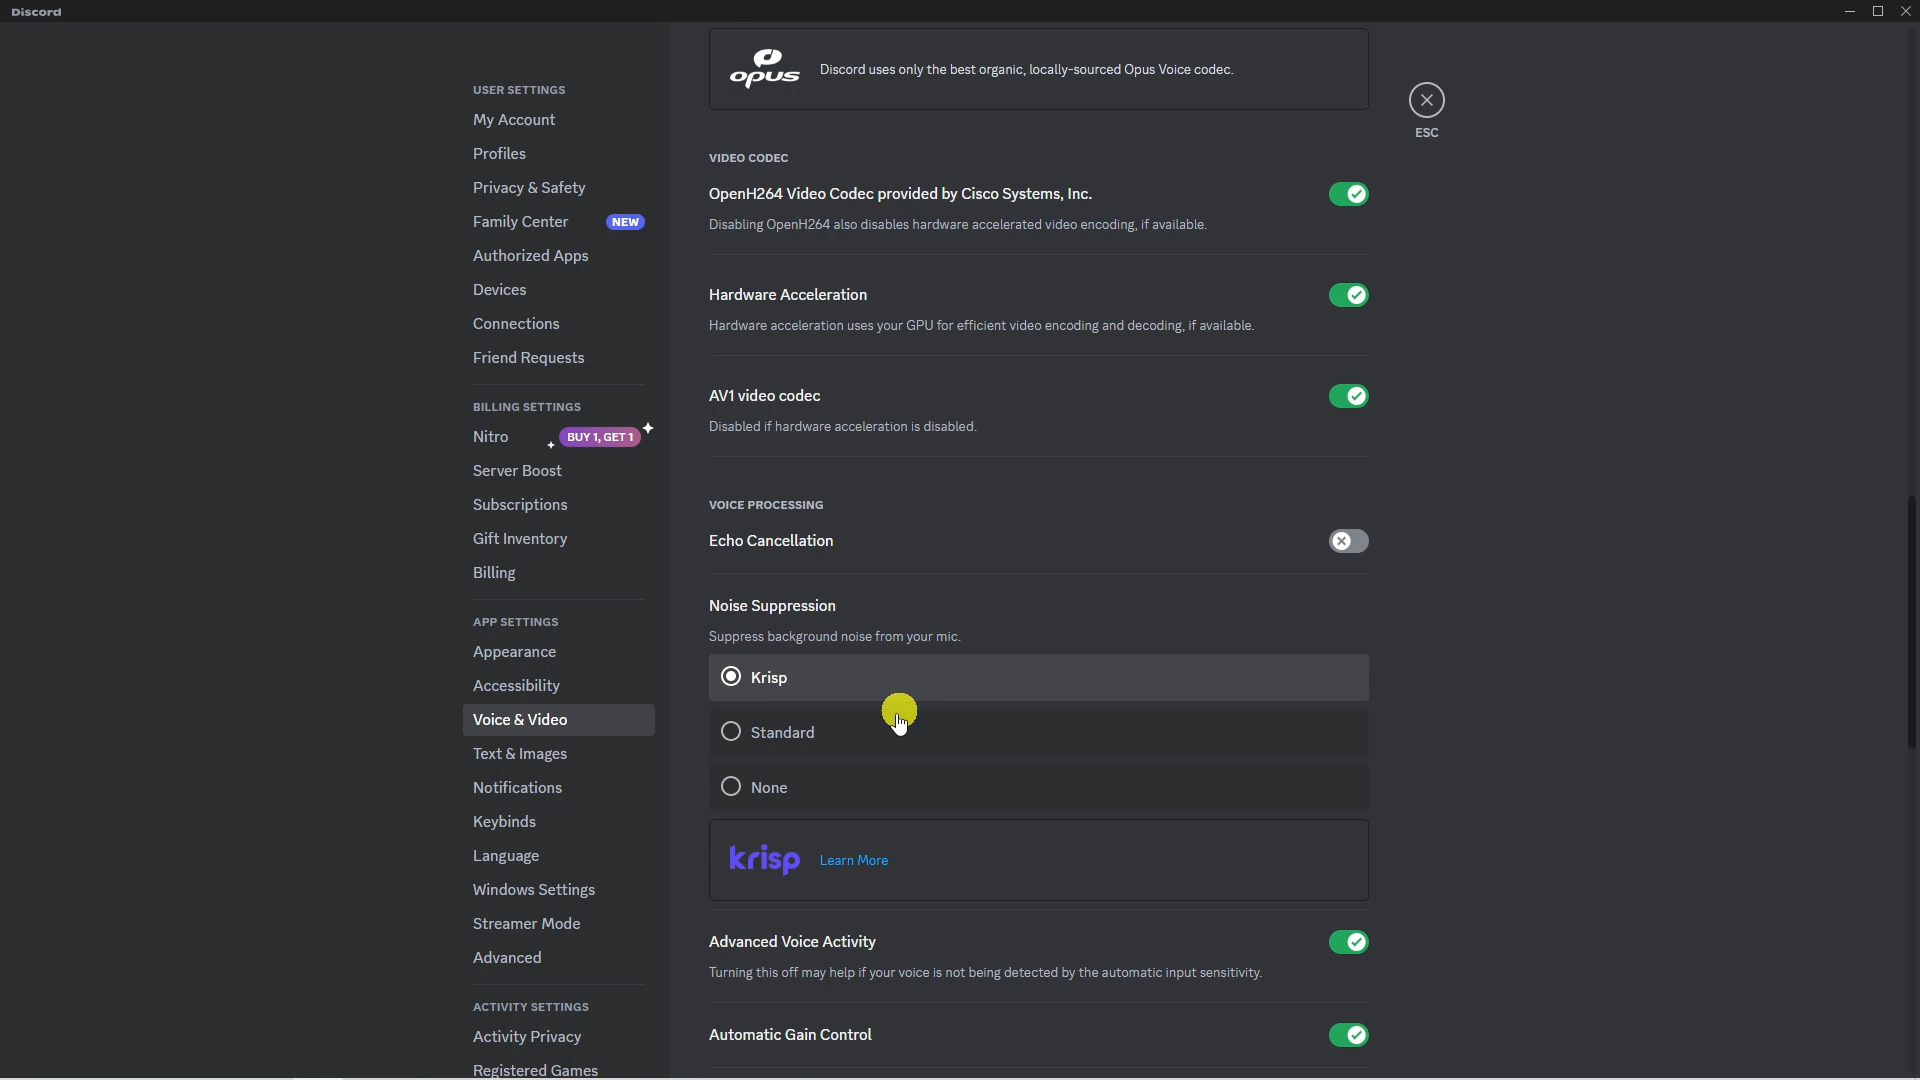 Discord
USER SETTINGS
My Account
Profiles
Privacy & Safety
Family Center NEW
Authorized Apps
Devices
Connections
Friend Requests
BILLING SETTINGS
Nitro BUY 1, GET 1
Server Boost
Subscriptions
Gift Inventory
Billing
APP SETTINGS
Appearance
Accessibility
Voice & Video
Text & Images
Notifications
Keybinds
Language
Windows Settings
Streamer Mode
Advanced
ACTIVITY SETTINGS
Activity Privacy
Registered Games
opus Discord uses only the best organic, locally-sourced Opus Voice codec.
ESC
VIDEO CODEC
OpenH264 Video Codec provided by Cisco Systems, Inc.
Disabling OpenH264 also disables hardware accelerated video encoding, if available.
Hardware Acceleration
Hardware acceleration uses your GPU for efficient video encoding and decoding, if available.
AV1 video codec
Disabled if hardware acceleration is disabled.
VOICE PROCESSING
Echo Cancellation
Noise Suppression
Suppress background noise from your mic.
Krisp
Standard
None
krisp Learn More
Advanced Voice Activity
Turning this off may help if your voice is not being detected by the automatic input sensitivity.
Automatic Gain Control